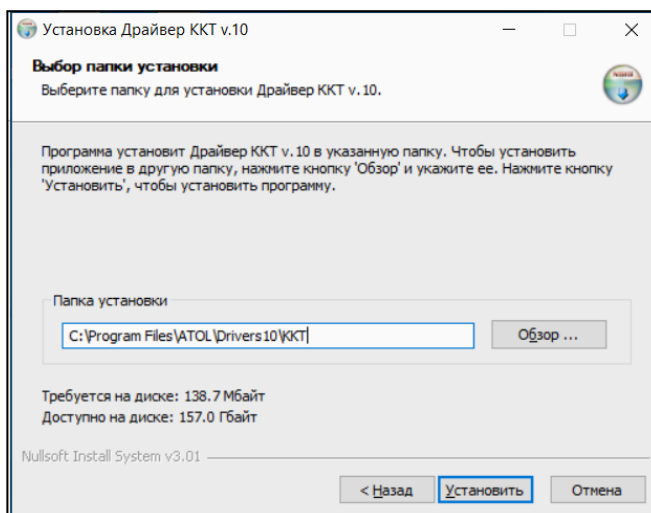 Установка Драйвер ККТ v.10
Выбор папки установки
Выберите папку для установки Драйвер ККТ v.10.
Программа установит Драйвер ККТ v.10 в указанную папку. Чтобы установить
приложение в другую папку, нажмите кнопку 'Обзор' и укажите ее. Нажмите кнопку
'Установить', чтобы установить программу.
Папка установки
C:\Program Files\ATOL\Drivers10\KKT
Обзор ...
Требуется на диске: 138.7 Мбайт
Доступно на диске: 157.0 Гбайт
Nullsoft Install System v3.01
< Назад
Установить
Отмена